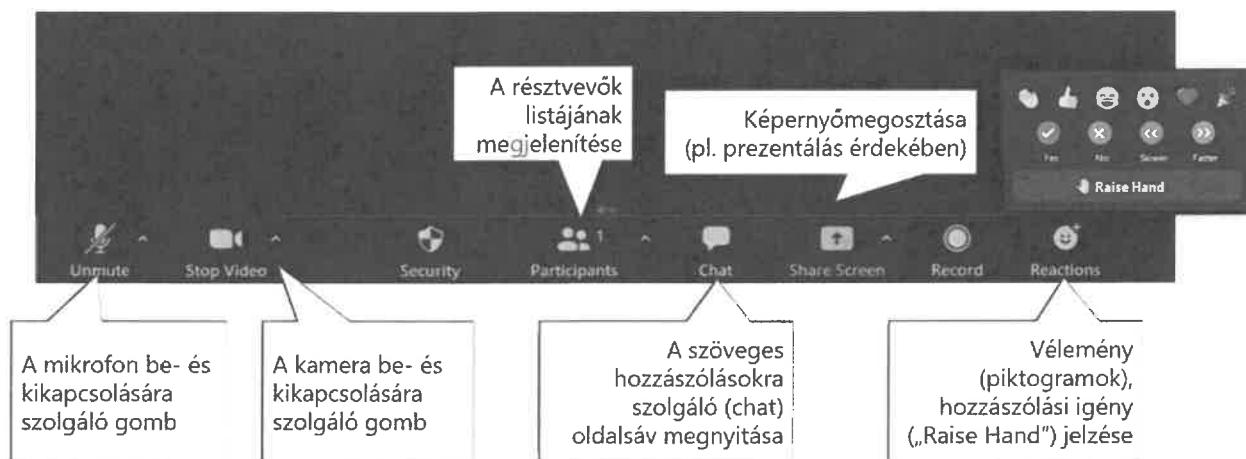 A résztvevők
listájának
megjelenítése
Képernyőmegosztása
(pl. prezentálás érdekében)
Yes No Slower Faster
Raise Hand
1
Unmute Stop Video Security Participants Chat Share Screen Record Reactions
A mikrofon be- és
kikapcsolására
szolgáló gomb
A kamera be- és
kikapcsolására
szolgáló gomb
A szöveges
hozzászólásokra
szolgáló (chat)
oldalsáv megnyitása
Vélemény
(piktogramok),
hozzászólási igény
(„Raise Hand”) jelzése